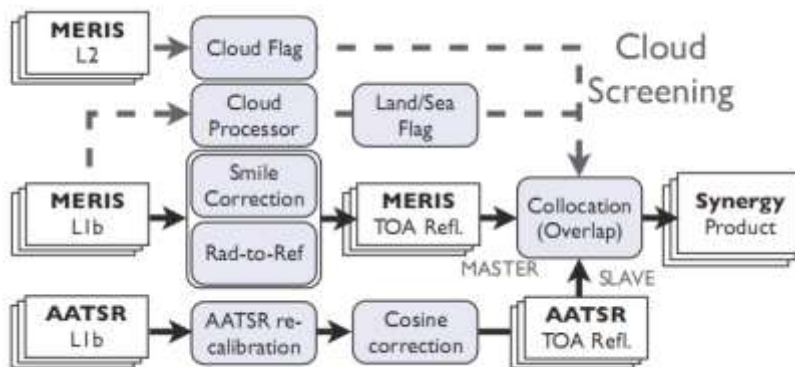 MERIS
L2
Cloud Flag
Cloud
Screening
Cloud
Processor
Land/Sea
Flag
MERIS
L1b
Smile
Correction
Rad-to-Ref
MERIS
TOA Refl.
Collocation
(Overlap)
Synergy
Product
MASTER
SLAVE
AATSR
L1b
AATSR re-
calibration
Cosine
correction
AATSR
TOA Refl.